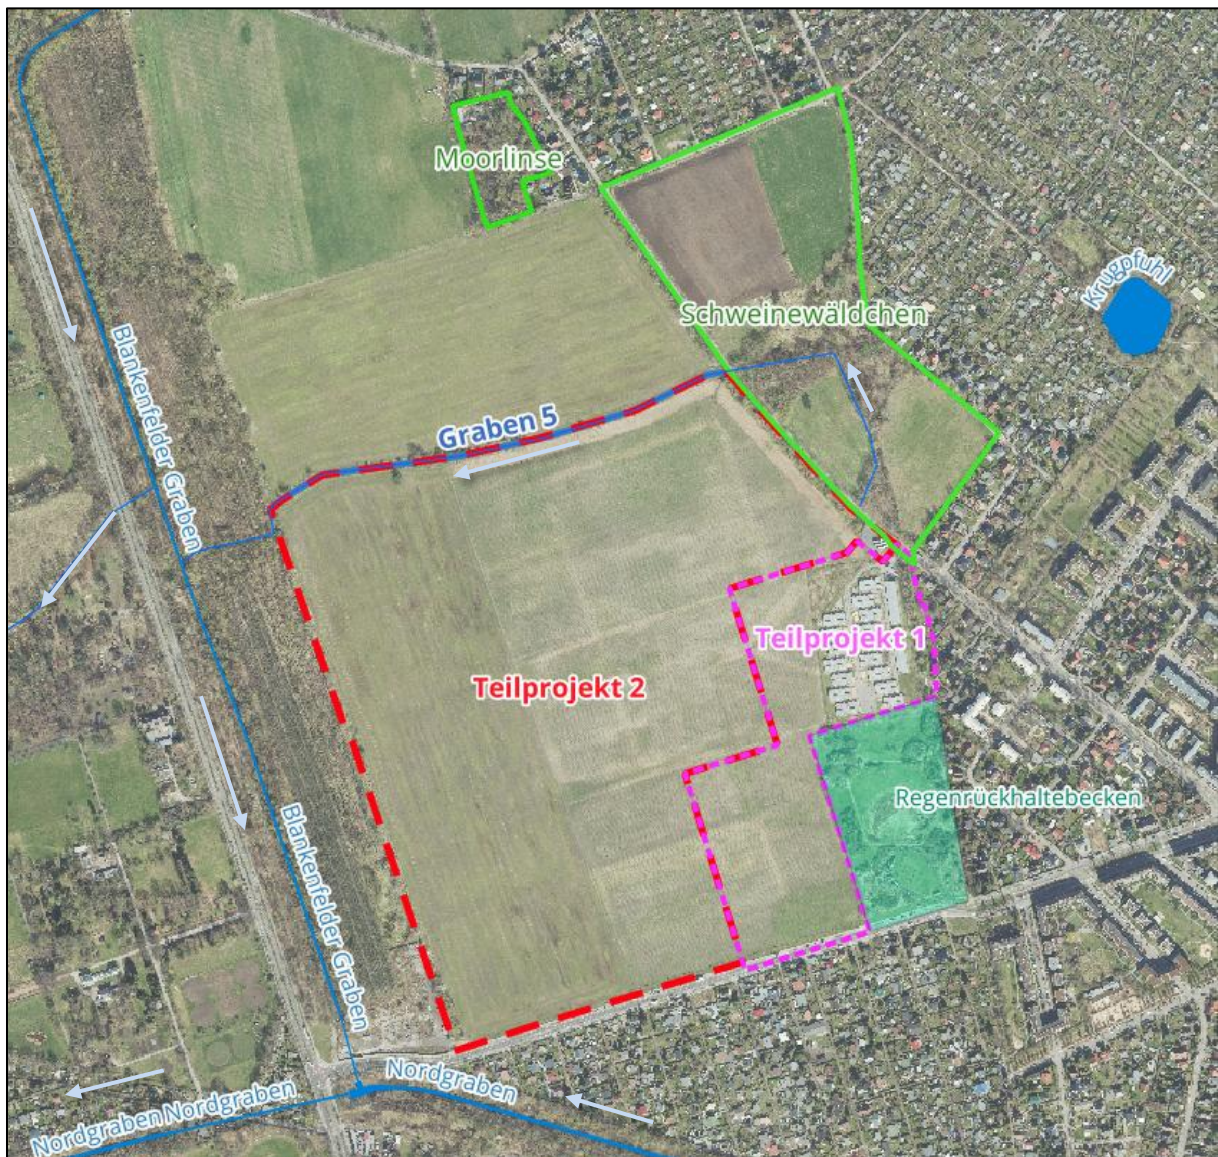 Moorlinse
Krugpfuhl
Schweinewäldchen
Blankenfelder Graben
Graben 5
Teilprojekt 1
Teilprojekt 2
Regenrückhaltebecken
Blankenfelder Graben
Nordgraben
Nordgraben Nordgraben